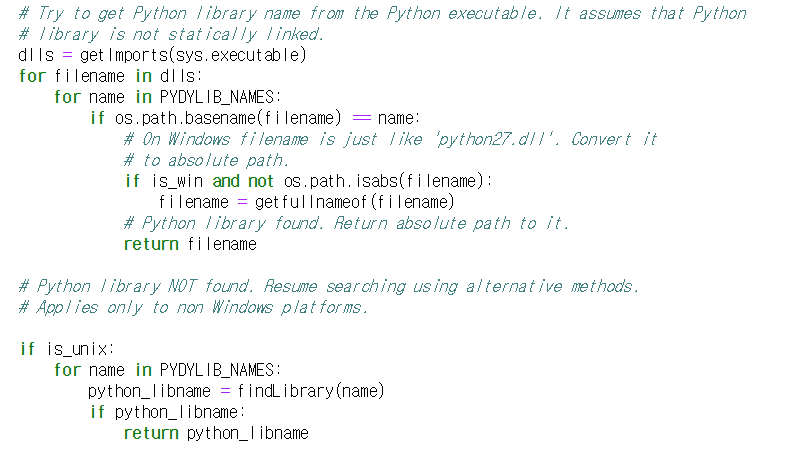 # Try to get Python library name from the Python executable. It assumes that Python
# library is not statically linked.
dlls = getImports(sys.executable)
for filename in dlls:
    for name in PYDYLIB_NAMES:
        if os.path.basename(filename) == name:
            # On Windows filename is just like 'python27.dll'. Convert it
            # to absolute path.
            if is_win and not os.path.isabs(filename):
                filename = getfullnameof(filename)
            # Python library found. Return absolute path to it.
            return filename

# Python library NOT found. Resume searching using alternative methods.
# Applies only to non Windows platforms.

if is_unix:
    for name in PYDYLIB_NAMES:
        python_libname = findLibrary(name)
        if python_libname:
            return python_libname